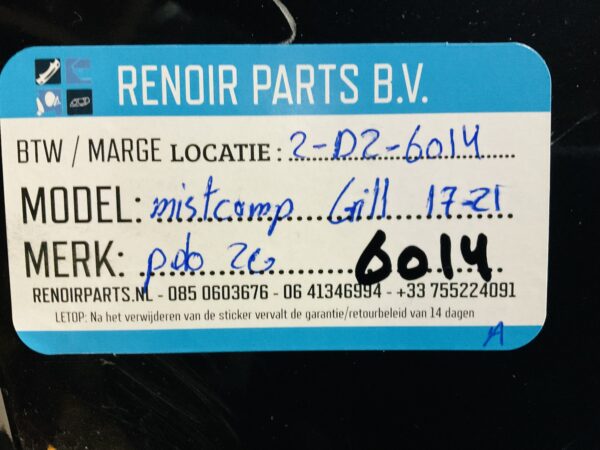 RENOIR PARTS B.V.
BTW / MARGE LOCATIE : 2-D2-6014
MODEL: mistcomp Grill 17-21
MERK: pdb 2G 6014
RENOIRPARTS.NL - 085 0603676 - 06 41346994 - +33 755224091
LETOP: Na het verwijderen van de sticker vervalt de garantie/retourbeleid van 14 dagen
A